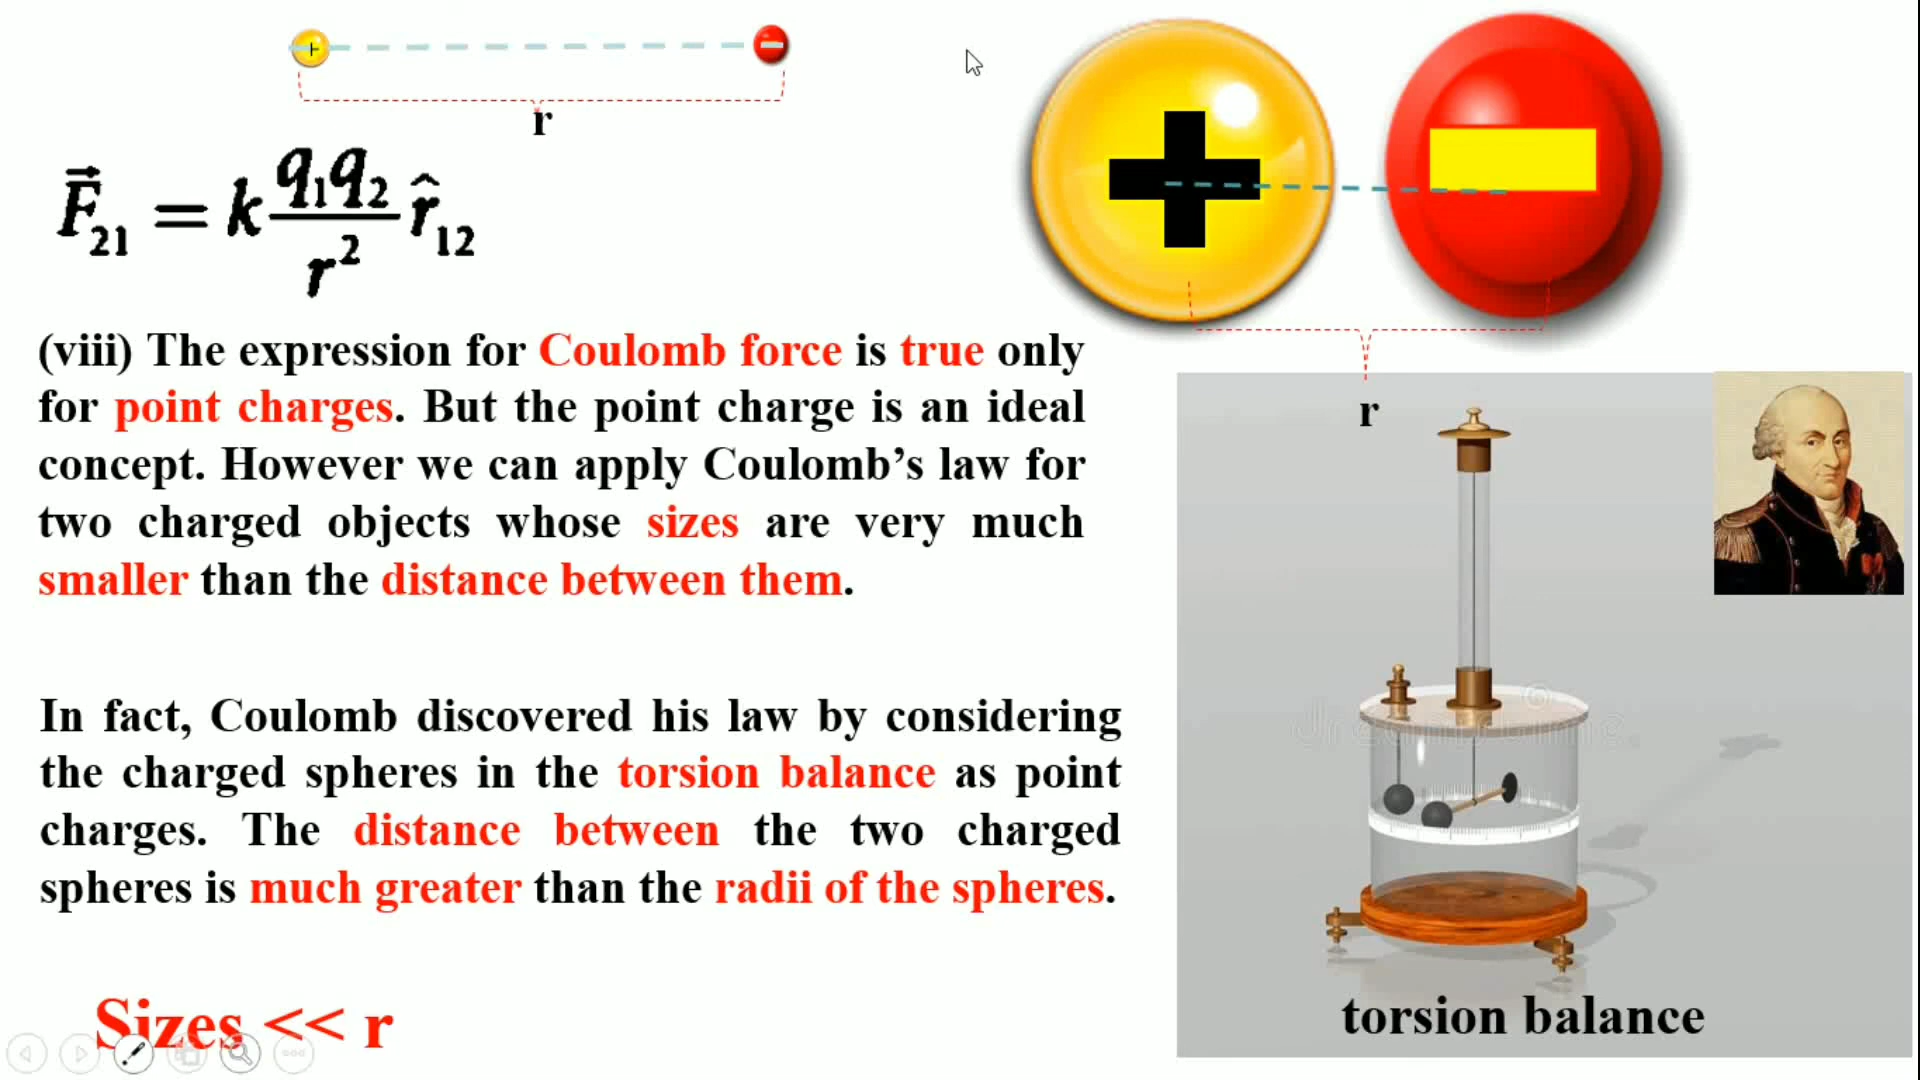 r
F⃗₂₁ = k q₁q₂ / r² r̂₁₂
(viii) The expression for Coulomb force is true only
for point charges. But the point charge is an ideal
concept. However we can apply Coulomb’s law for
two charged objects whose sizes are very much
smaller than the distance between them.
r
In fact, Coulomb discovered his law by considering
the charged spheres in the torsion balance as point
charges. The distance between the two charged
spheres is much greater than the radii of the spheres.
Sizes << r
dreamstime.
torsion balance